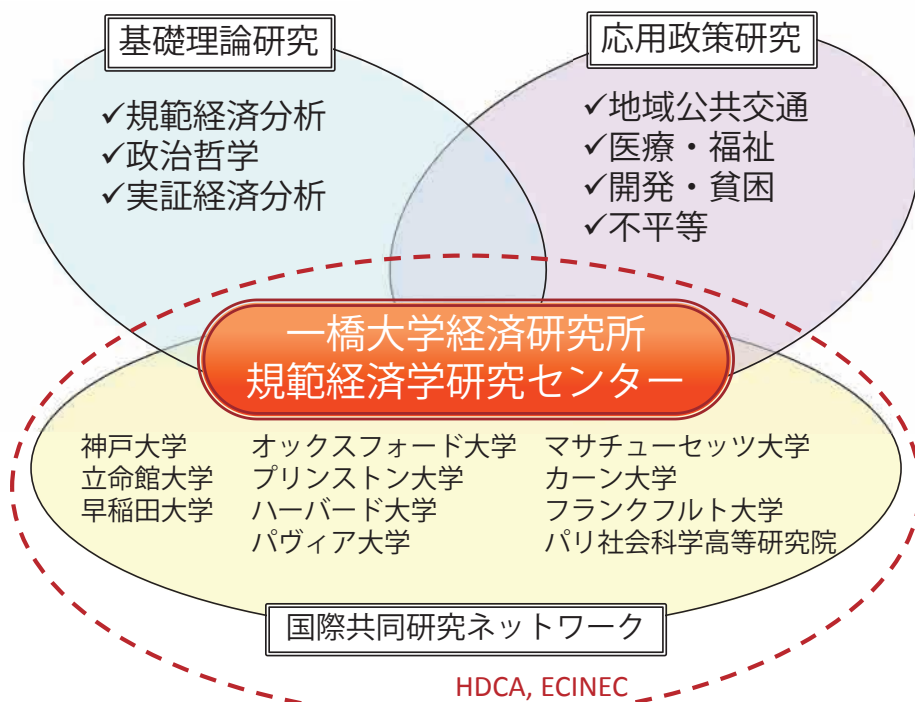 基礎理論研究
✓規範経済分析
✓政治哲学
✓実証経済分析
応用政策研究
✓地域公共交通
✓医療・福祉
✓開発・貧困
✓不平等
一橋大学経済研究所
規範経済学研究センター
神戸大学
立命館大学
早稲田大学
オックスフォード大学
プリンストン大学
ハーバード大学
パヴィア大学
マサチューセッツ大学
カーン大学
フランクフルト大学
パリ社会科学高等研究院
国際共同研究ネットワーク
HDCA, ECINEC